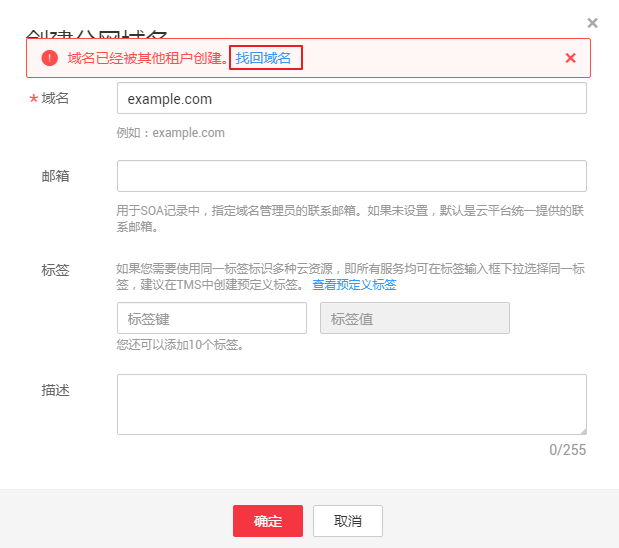 创建公网域名
域名已经被其他租户创建。找回域名
* 域名
example.com
例如：example.com
邮箱
用于SOA记录中，指定域名管理员的联系邮箱。如果未设置，默认是云平台统一提供的联
系邮箱。
标签
如果您需要使用同一标签标识多种云资源，即所有服务均可在标签输入框下拉选择同一标
签，建议在TMS中创建预定义标签。 查看预定义标签
标签键 标签值
您还可以添加10个标签。
描述
0/255
确定 取消